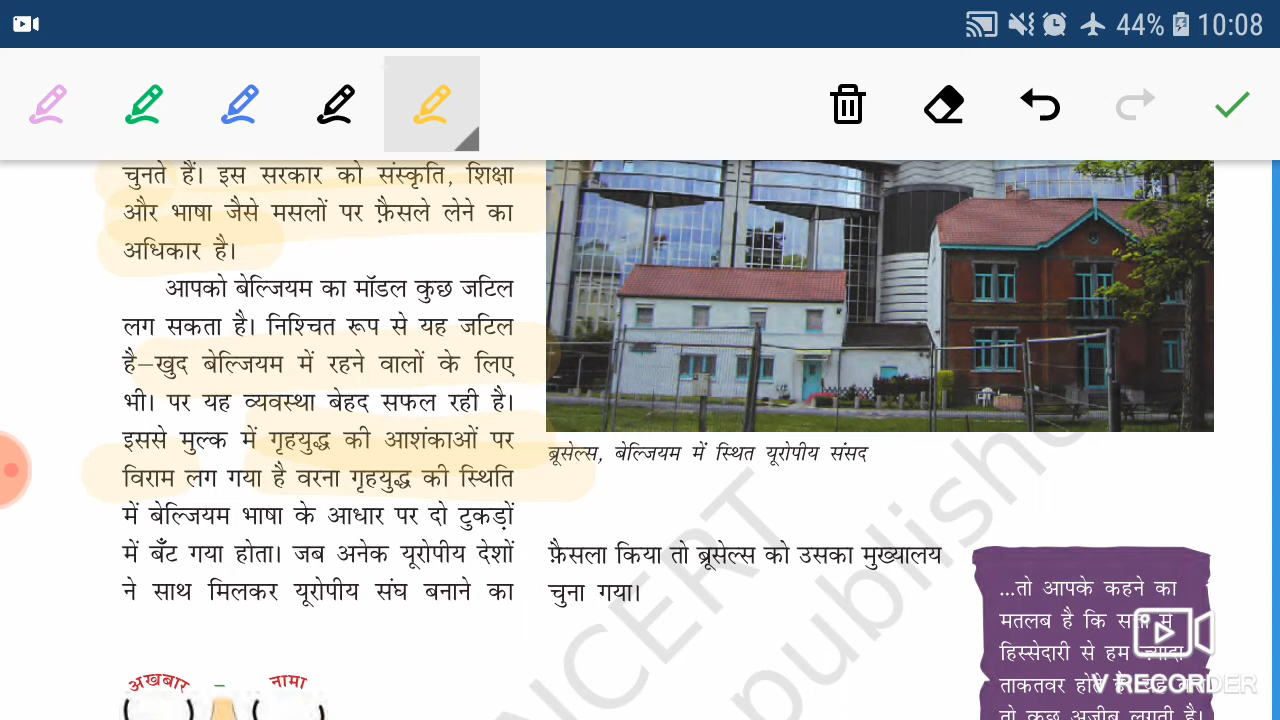 44% 10:08
चुनते हैं। इस सरकार को संस्कृति, शिक्षा
और भाषा जैसे मसलों पर फ़ैसले लेने का
अधिकार है।
आपको बेल्जियम का मॉडल कुछ जटिल
लग सकता है। निश्चित रूप से यह जटिल
है–खुद बेल्जियम में रहने वालों के लिए
भी। पर यह व्यवस्था बेहद सफल रही है।
इससे मुल्क में गृहयुद्ध की आशंकाओं पर
विराम लग गया है वरना गृहयुद्ध की स्थिति
में बेल्जियम भाषा के आधार पर दो टुकड़ों
में बँट गया होता। जब अनेक यूरोपीय देशों
ने साथ मिलकर यूरोपीय संघ बनाने का
ब्रूसेल्स, बेल्जियम में स्थित यूरोपीय संसद
फ़ैसला किया तो ब्रूसेल्स को उसका मुख्यालय
चुना गया।
...तो आपके कहने का
मतलब है कि सत्ता में
हिस्सेदारी से हम ज़्यादा
ताकतवर होते हैं। यह बात
तो कुछ अजीब लगती है।
अखबार - नामा
NCERT
publishe
V RECORDER